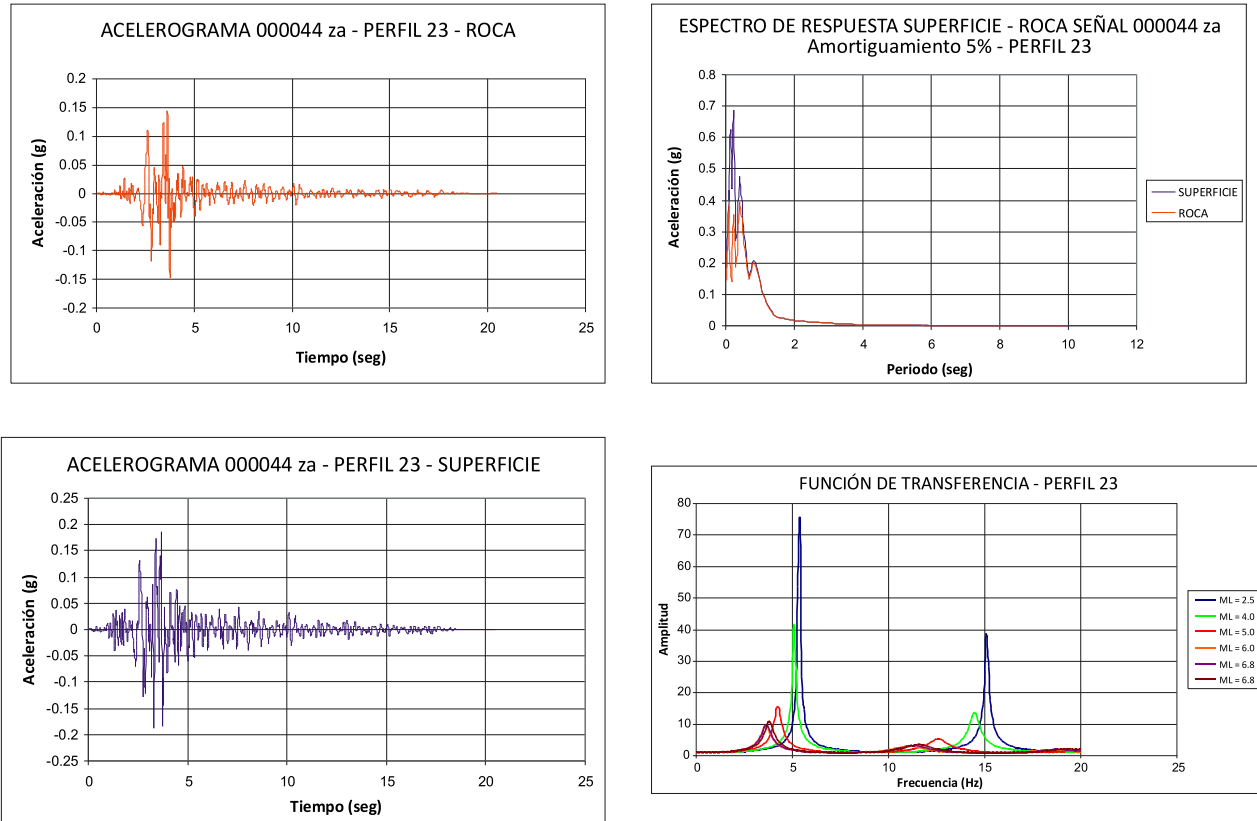 ACELEROGRAMA 000044 za - PERFIL 23 - ROCA
0.2
0.15
0.1
0.05
0
-0.05
-0.1
-0.15
-0.2
0 5 10 15 20 25
Aceleración (g)
Tiempo (seg)
ESPECTRO DE RESPUESTA SUPERFICIE - ROCA SEÑAL 000044 za
Amortiguamiento 5% - PERFIL 23
0.8
0.7
0.6
0.5
0.4
0.3
0.2
0.1
0
0 2 4 6 8 10 12
Aceleración (g)
Periodo (seg)
SUPERFICIE
ROCA
ACELEROGRAMA 000044 za - PERFIL 23 - SUPERFICIE
0.25
0.2
0.15
0.1
0.05
0
-0.05
-0.1
-0.15
-0.2
-0.25
0 5 10 15 20 25
Aceleración (g)
Tiempo (seg)
FUNCIÓN DE TRANSFERENCIA - PERFIL 23
80
70
60
50
40
30
20
10
0
0 5 10 15 20 25
Amplitud
Frecuencia (Hz)
ML = 2.5
ML = 4.0
ML = 5.0
ML = 6.0
ML = 6.8
ML = 6.8